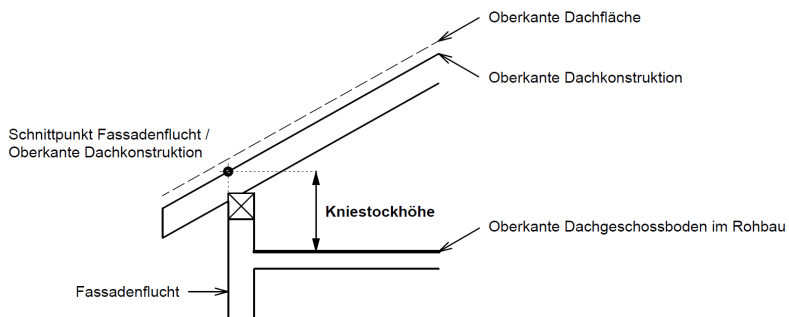 Oberkante Dachfläche
Oberkante Dachkonstruktion
Schnittpunkt Fassadenflucht /
Oberkante Dachkonstruktion
Kniestockhöhe
Oberkante Dachgeschossboden im Rohbau
Fassadenflucht